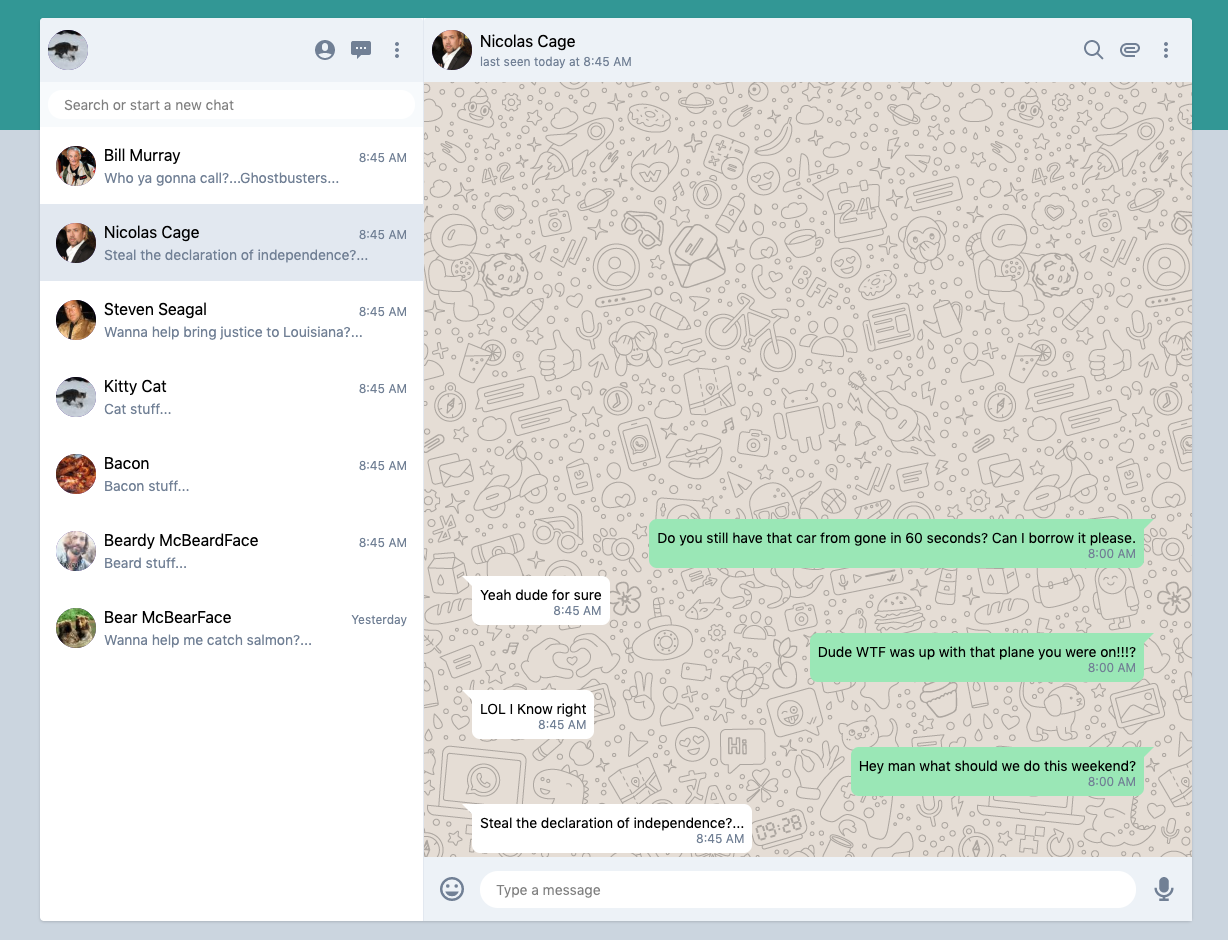 Nicolas Cage
last seen today at 8:45 AM
Search or start a new chat
Bill Murray
8:45 AM
Who ya gonna call?...Ghostbusters...
Nicolas Cage
8:45 AM
Steal the declaration of independence?...
Steven Seagal
8:45 AM
Wanna help bring justice to Louisiana?...
Kitty Cat
8:45 AM
Cat stuff...
Bacon
8:45 AM
Bacon stuff...
Beardy McBeardFace
8:45 AM
Beard stuff...
Bear McBearFace
Yesterday
Wanna help me catch salmon?...
42
42
24
BFF
Do you still have that car from gone in 60 seconds? Can I borrow it please.
8:00 AM
Yeah dude for sure
8:45 AM
Dude WTF was up with that plane you were on!!!?
8:00 AM
LOL I Know right
8:45 AM
Hi
Hey man what should we do this weekend?
8:00 AM
Steal the declaration of independence?...
8:45 AM
09:28
Type a message